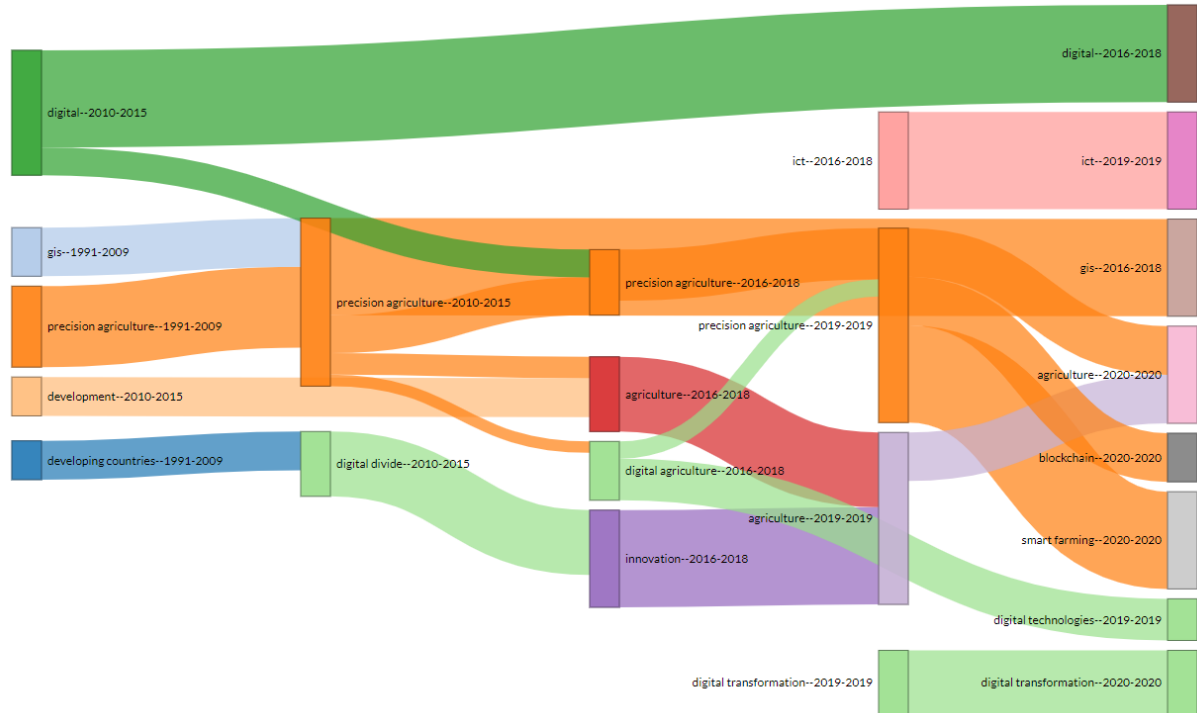 digital--2016-2018
digital--2010-2015
ict--2016-2018
ict--2019-2019
gis--1991-2009
gis--2016-2018
precision agriculture--2016-2018
precision agriculture--2010-2015
precision agriculture--1991-2009
precision agriculture--2019-2019
agriculture--2020-2020
development--2010-2015
agriculture--2016-2018
blockchain--2020-2020
developing countries--1991-2009
digital divide--2010-2015
digital agriculture--2016-2018
agriculture--2019-2019
smart farming--2020-2020
innovation--2016-2018
digital technologies--2019-2019
digital transformation--2019-2019
digital transformation--2020-2020